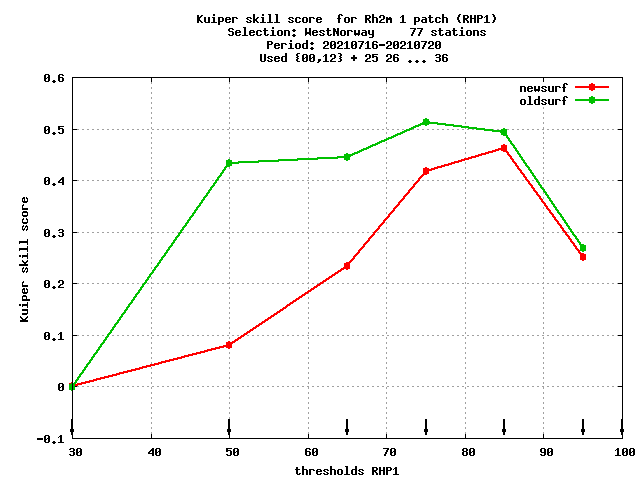 Kuiper skill score  for Rh2m 1 patch (RHP1)
Selection: WestNorway     77 stations
Period: 20210716-20210720
Used {00,12} + 25 26 ... 36
newsurf
oldsurf
0.6
0.5
0.4
0.3
0.2
0.1
0
-0.1
Kuiper skill score
30 40 50 60 70 80 90 100
thresholds RHP1